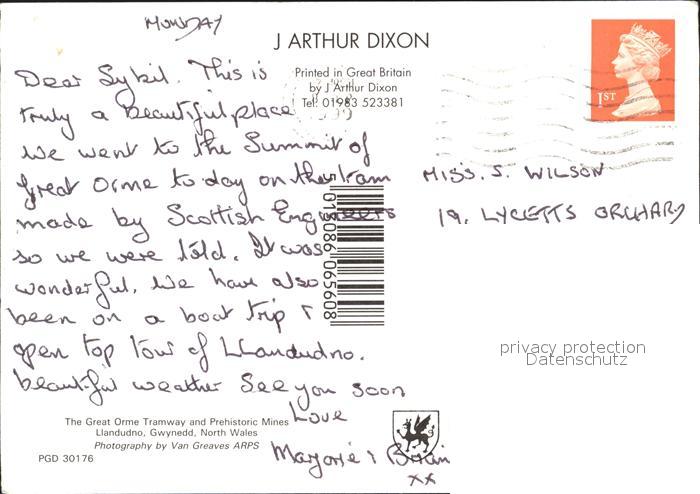 MONDAY
J ARTHUR DIXON
Dear Sybil. This is
truly a beautiful place
We went to the Summit of
Great Orme to day on the tram
made by Scottish Engineers
so we were told. It was
wonderful. We have also
been on a boat trip &
open top tour of Llandudno.
beautiful weather See you soon
Love
Marjorie & Brian
xx
Printed in Great Britain
by J Arthur Dixon
Tel: 01983 523381
1ST
MISS. S. WILSON
19. LYCETTS ORCHARD
5 010086 065608
The Great Orme Tramway and Prehistoric Mines
Llandudno, Gwynedd, North Wales
Photography by Van Greaves ARPS
PGD 30176
privacy protection
Datenschutz